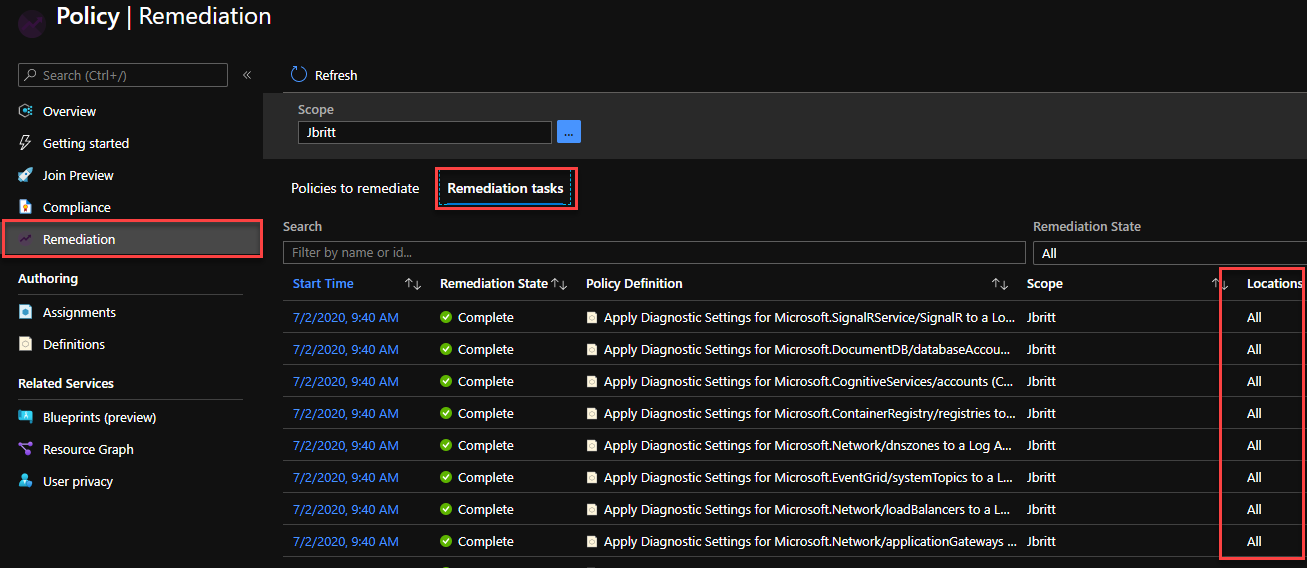 Policy | Remediation
Search (Ctrl+/)
«
Overview
Getting started
Join Preview
Compliance
Remediation
Authoring
Assignments
Definitions
Related Services
Blueprints (preview)
Resource Graph
User privacy
Refresh
Scope
Jbritt
...
Policies to remediate Remediation tasks
Search Remediation State
Filter by name or id... All
Start Time ↑↓ Remediation State ↑↓ Policy Definition ↑↓ Scope ↑↓ Locations
7/2/2020, 9:40 AM Complete Apply Diagnostic Settings for Microsoft.SignalRService/SignalR to a Lo... Jbritt All
7/2/2020, 9:40 AM Complete Apply Diagnostic Settings for Microsoft.DocumentDB/databaseAccou... Jbritt All
7/2/2020, 9:40 AM Complete Apply Diagnostic Settings for Microsoft.CognitiveServices/accounts (C... Jbritt All
7/2/2020, 9:40 AM Complete Apply Diagnostic Settings for Microsoft.ContainerRegistry/registries to... Jbritt All
7/2/2020, 9:40 AM Complete Apply Diagnostic Settings for Microsoft.Network/dnszones to a Log A... Jbritt All
7/2/2020, 9:40 AM Complete Apply Diagnostic Settings for Microsoft.EventGrid/systemTopics to a L... Jbritt All
7/2/2020, 9:40 AM Complete Apply Diagnostic Settings for Microsoft.Network/loadBalancers to a L... Jbritt All
7/2/2020, 9:40 AM Complete Apply Diagnostic Settings for Microsoft.Network/applicationGateways ... Jbritt All